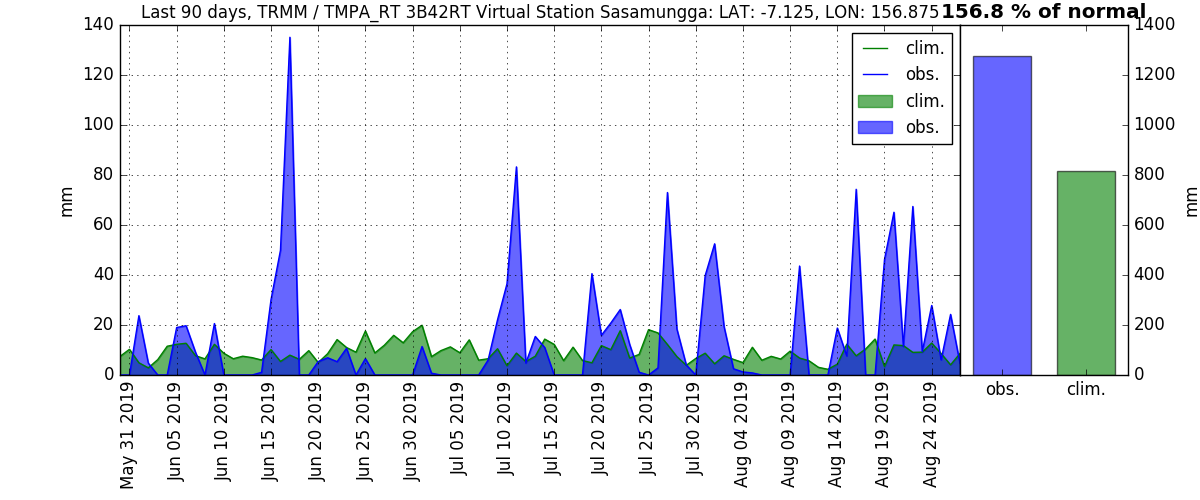 Last 90 days, TRMM / TMPA_RT 3B42RT Virtual Station Sasamungga: LAT: -7.125, LON: 156.875 156.8 % of normal
140
120
100
80
60
40
20
0
mm
clim.
obs.
clim.
obs.
1400
1200
1000
800
600
400
200
0
mm
May 31 2019
Jun 05 2019
Jun 10 2019
Jun 15 2019
Jun 20 2019
Jun 25 2019
Jun 30 2019
Jul 05 2019
Jul 10 2019
Jul 15 2019
Jul 20 2019
Jul 25 2019
Jul 30 2019
Aug 04 2019
Aug 09 2019
Aug 14 2019
Aug 19 2019
Aug 24 2019
obs.
clim.